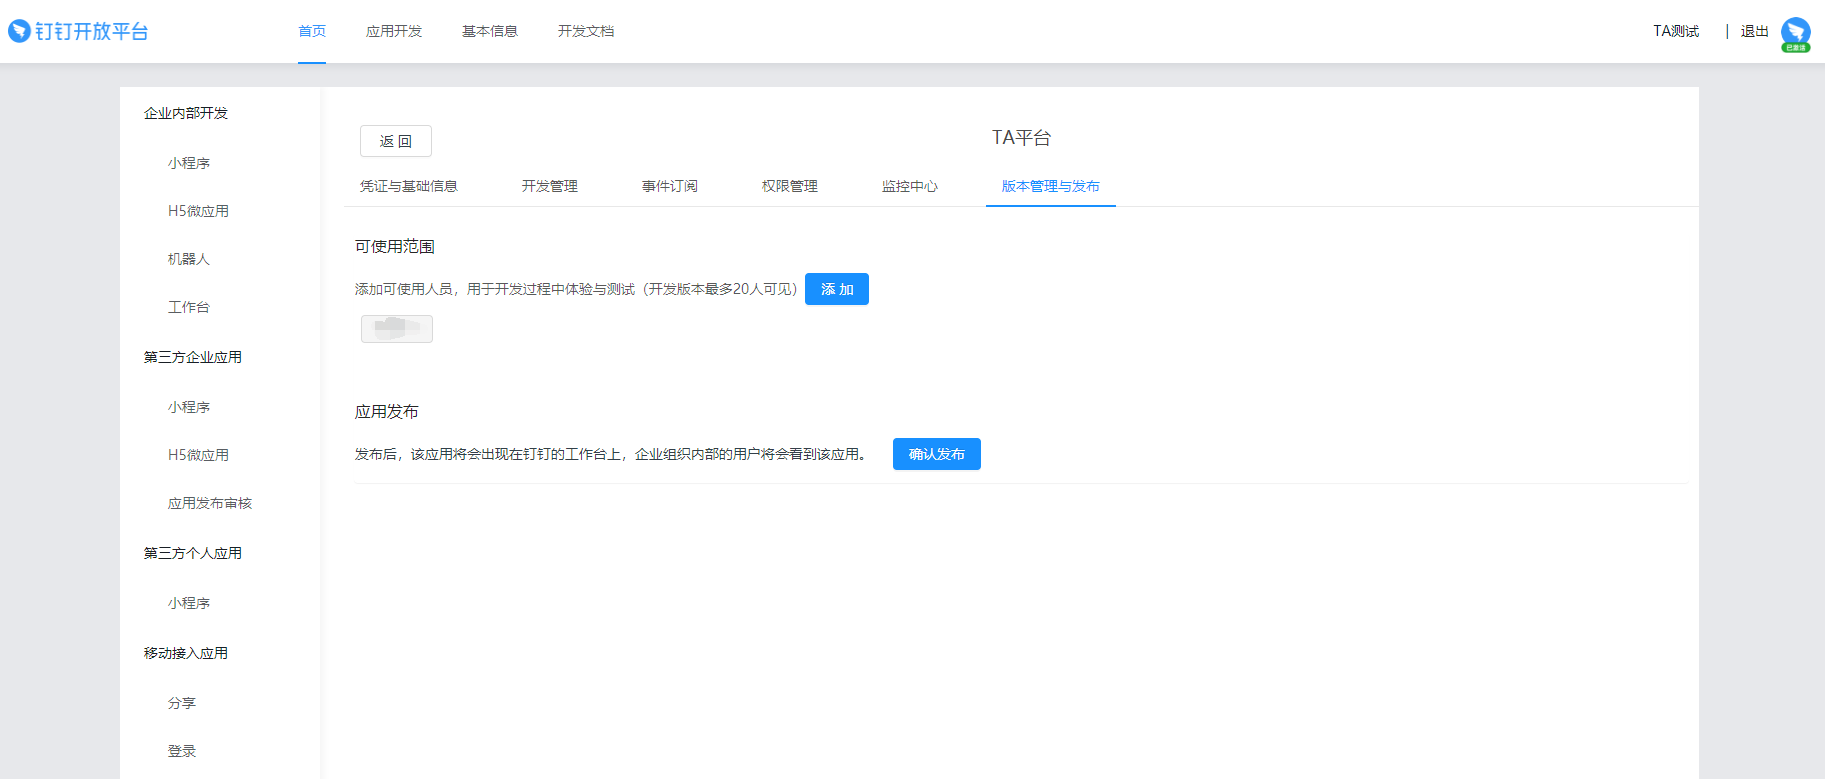 钉钉开放平台
首页
应用开发
基本信息
开发文档
TA测试
|
退出
已激活
企业内部开发
小程序
H5微应用
机器人
工作台
第三方企业应用
小程序
H5微应用
应用发布审核
第三方个人应用
小程序
移动接入应用
分享
登录
返 回
TA平台
凭证与基础信息
开发管理
事件订阅
权限管理
监控中心
版本管理与发布
可使用范围
添加可使用人员，用于开发过程中体验与测试（开发版本最多20人可见）
添 加
应用发布
发布后，该应用将会出现在钉钉的工作台上，企业组织内部的用户将会看到该应用。
确认发布